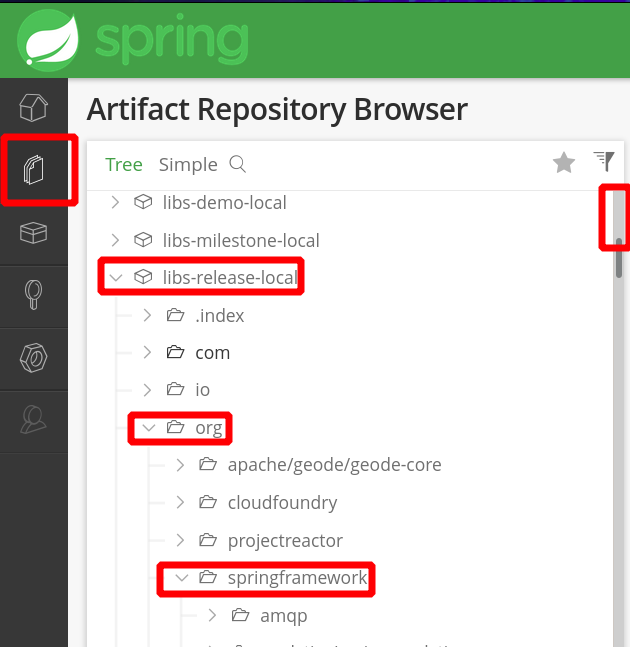 spring
Artifact Repository Browser
Tree Simple
libs-demo-local
libs-milestone-local
libs-release-local
.index
com
io
org
apache/geode/geode-core
cloudfoundry
projectreactor
springframework
amqp